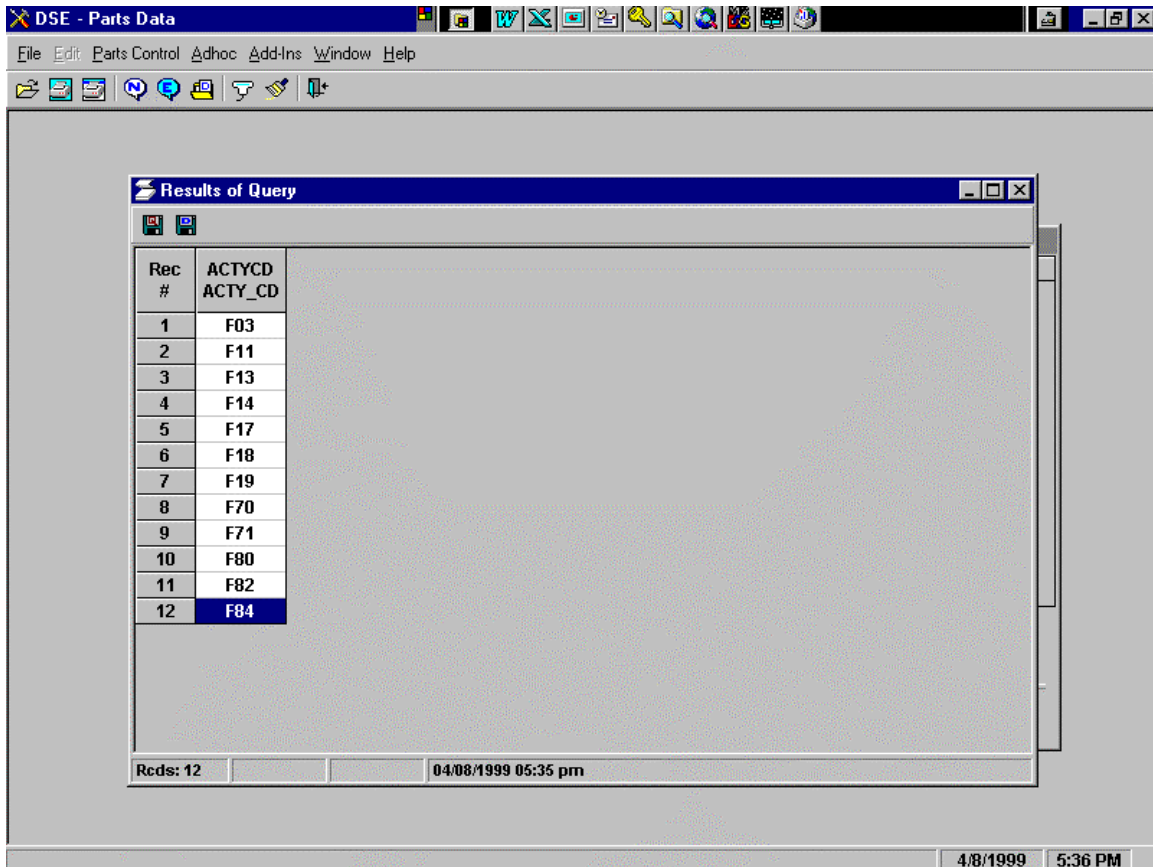 DSE - Parts Data
File Edit Parts Control Adhoc Add-Ins Window Help
Results of Query
Rec # ACTYCD ACTY_CD
1 F03
2 F11
3 F13
4 F14
5 F17
6 F18
7 F19
8 F70
9 F71
10 F80
11 F82
12 F84
Rcds: 12 04/08/1999 05:35 pm
4/8/1999 5:36 PM